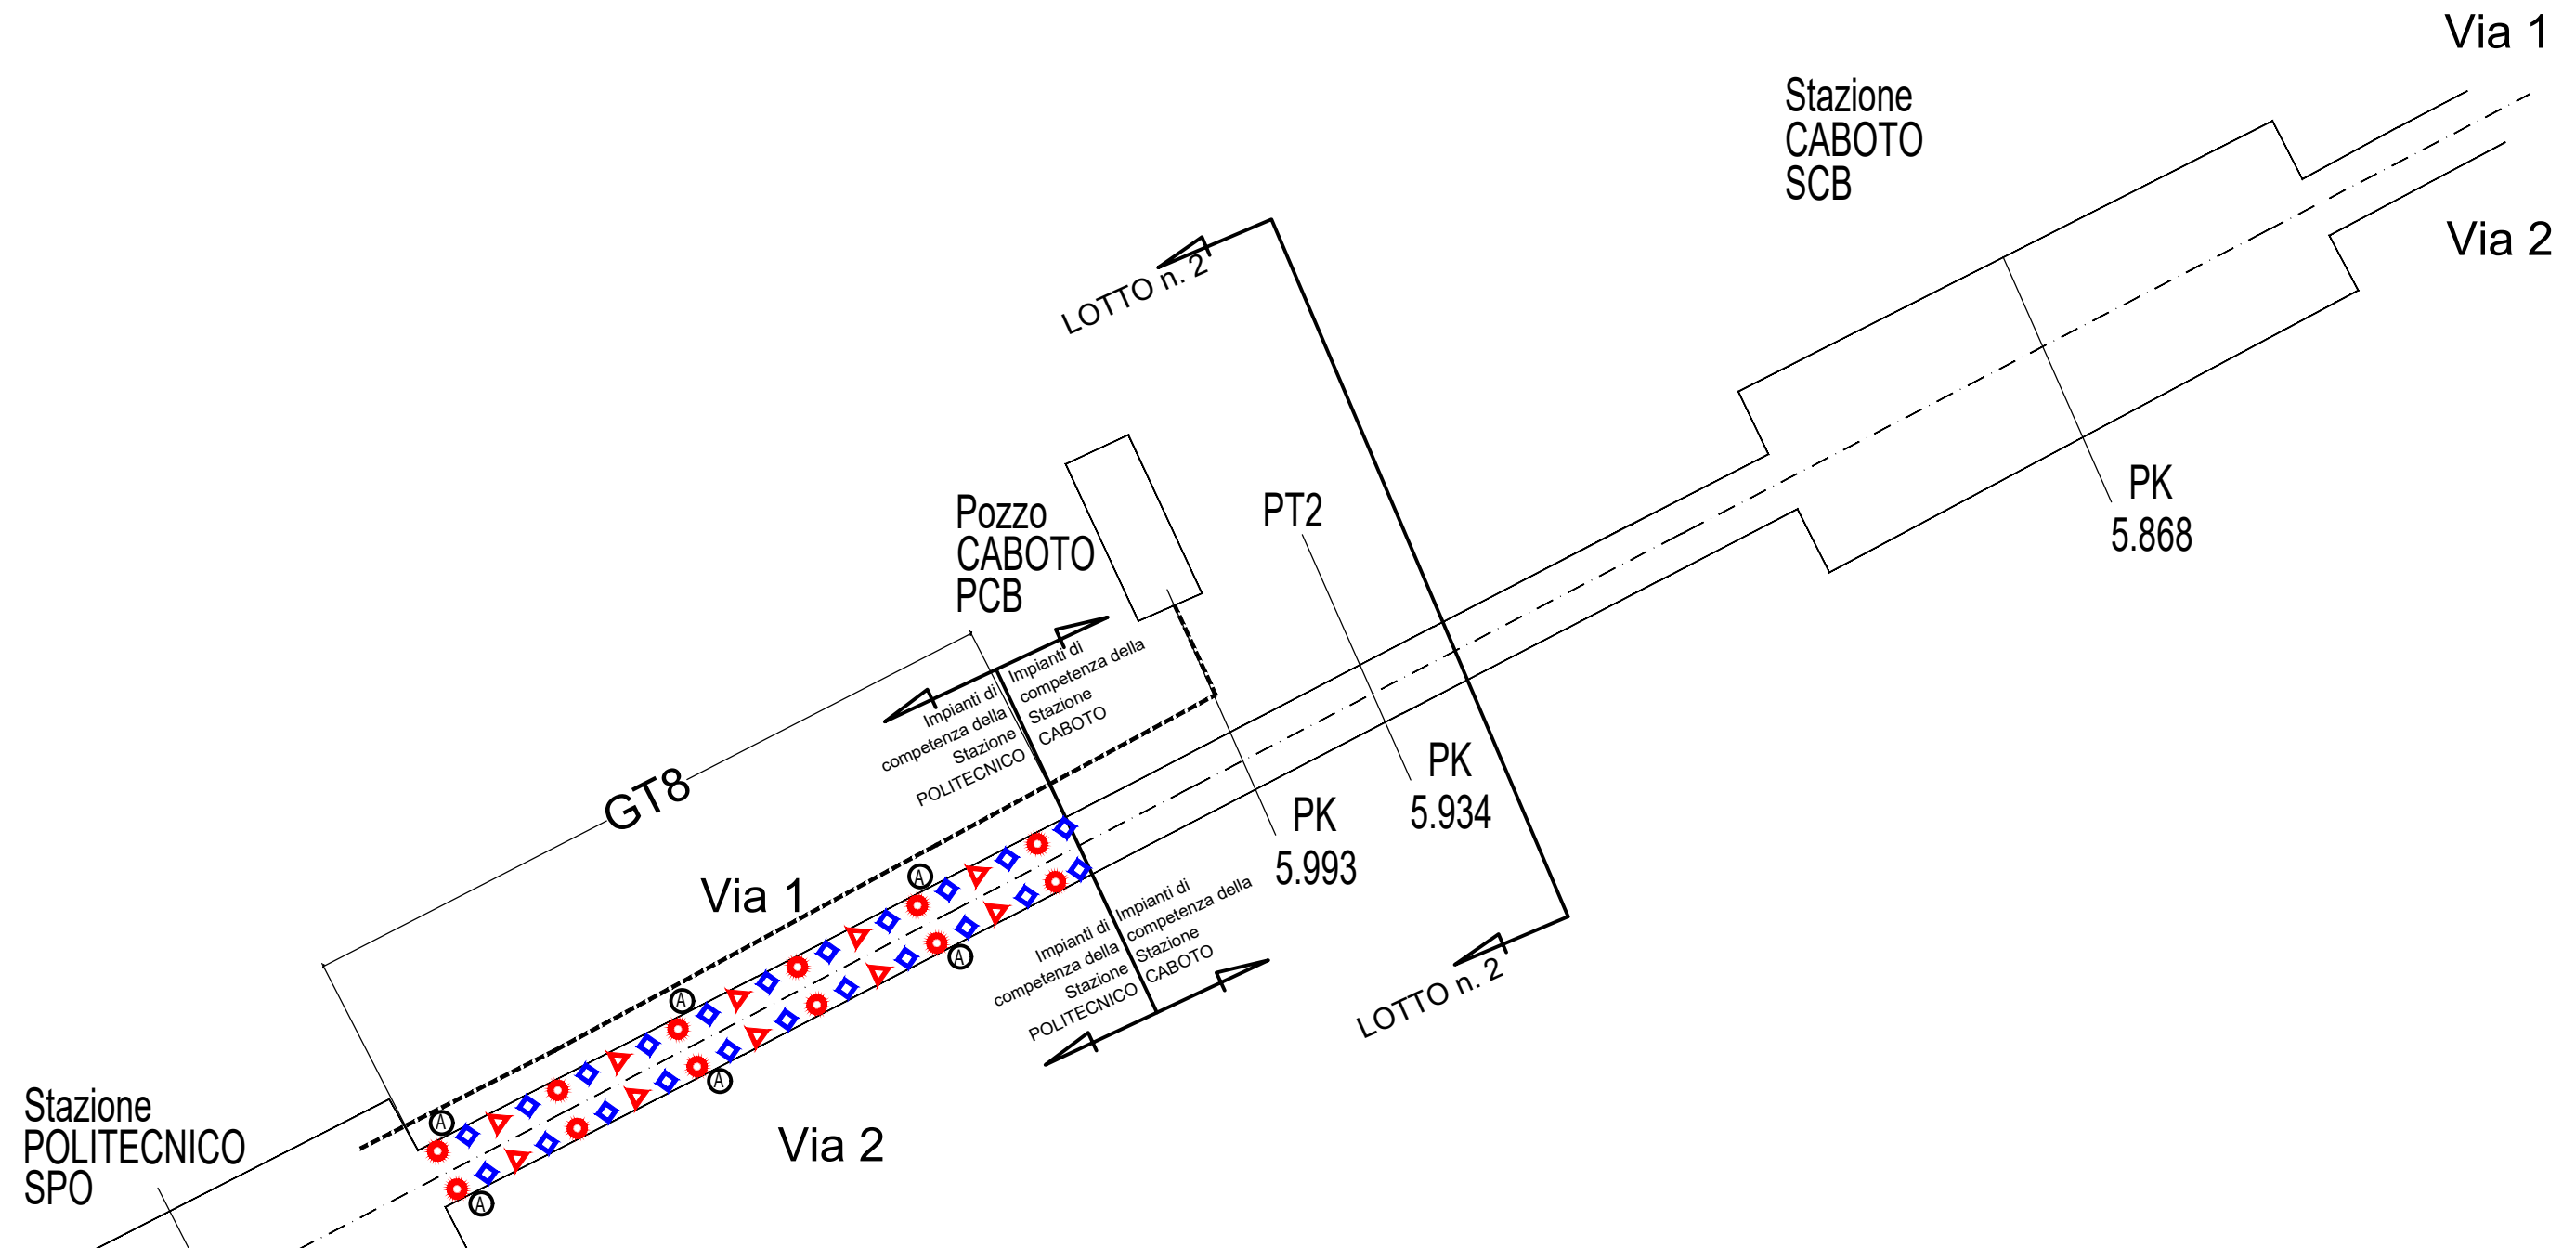 Via 1
Stazione
CABOTO
SCB
Via 2
LOTTO n. 2
PK
5.868
Pozzo
CABOTO
PCB
PT2
Impianti di
competenza della
Stazione
CABOTO
Impianti di
competenza della
Stazione
POLITECNICO
GT8
PK
5.934
PK
5.993
Via 1
A
A
A
Impianti di
competenza della
Stazione
CABOTO
Impianti di
competenza della
Stazione
POLITECNICO
LOTTO n. 2
A
A
A
Via 2
Stazione
POLITECNICO
SPO